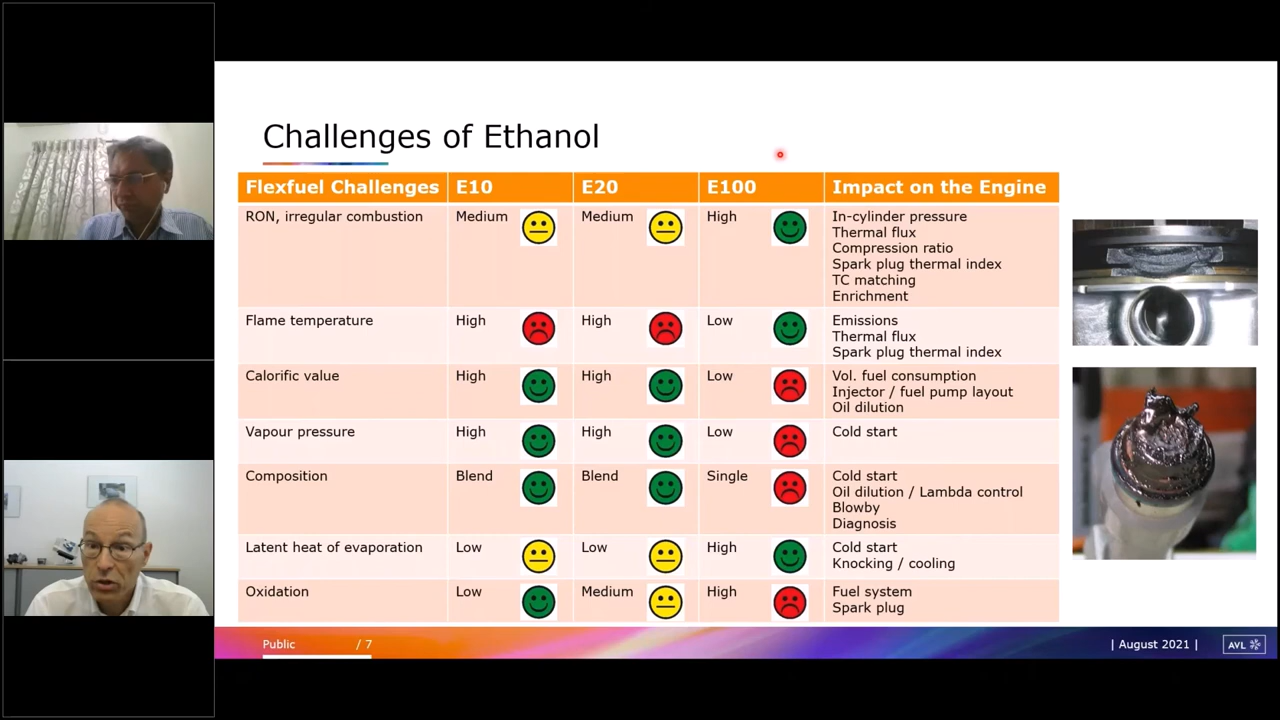 Challenges of Ethanol
Flexfuel Challenges E10 E20 E100 Impact on the Engine
RON, irregular combustion Medium Medium High In-cylinder pressure
Thermal flux
Compression ratio
Spark plug thermal index
TC matching
Enrichment
Flame temperature High High Low Emissions
Thermal flux
Spark plug thermal index
Calorific value High High Low Vol. fuel consumption
Injector / fuel pump layout
Oil dilution
Vapour pressure High High Low Cold start
Composition Blend Blend Single Cold start
Oil dilution / Lambda control
Blowby
Diagnosis
Latent heat of evaporation Low Low High Cold start
Knocking / cooling
Oxidation Low Medium High Fuel system
Spark plug
Public / 7 | August 2021 | AVL